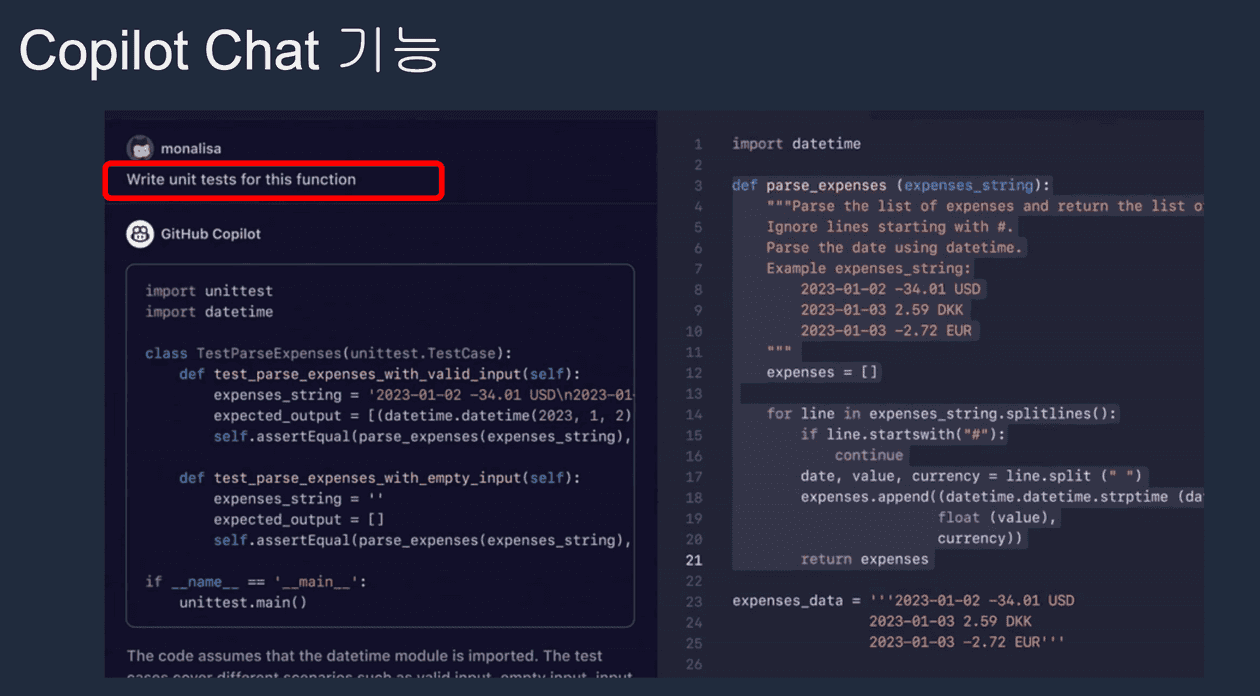 Copilot Chat 기능
monalisa
Write unit tests for this function
GitHub Copilot
import unittest
import datetime
class TestParseExpenses(unittest.TestCase):
def test_parse_expenses_with_valid_input(self):
expenses_string = '2023-01-02 -34.01 USD\n2023-01-
expected_output = [(datetime.datetime(2023, 1, 2)
self.assertEqual(parse_expenses(expenses_string),
def test_parse_expenses_with_empty_input(self):
expenses_string = ''
expected_output = []
self.assertEqual(parse_expenses(expenses_string),
if __name__ == '__main__':
unittest.main()
The code assumes that the datetime module is imported. The test
cases cover different scenarios such as valid input, empty input, input
1 import datetime
2
3 def parse_expenses (expenses_string):
4 """Parse the list of expenses and return the list o
5 Ignore lines starting with #.
6 Parse the date using datetime.
7 Example expenses_string:
8 2023-01-02 -34.01 USD
9 2023-01-03 2.59 DKK
10 2023-01-03 -2.72 EUR
11 """
12 expenses = []
13
14 for line in expenses_string.splitlines():
15 if line.startswith("#"):
16 continue
17 date, value, currency = line.split (" ")
18 expenses.append((datetime.datetime.strptime (da
19 float (value),
20 currency))
21 return expenses
22
23 expenses_data = '''2023-01-02 -34.01 USD
24 2023-01-03 2.59 DKK
25 2023-01-03 -2.72 EUR'''
26